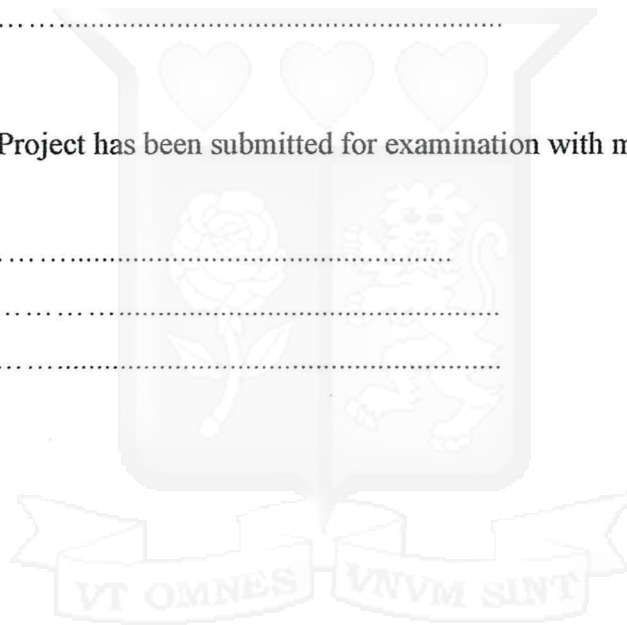 Project has been submitted for examination with m
VT OMNES VNVM SINT